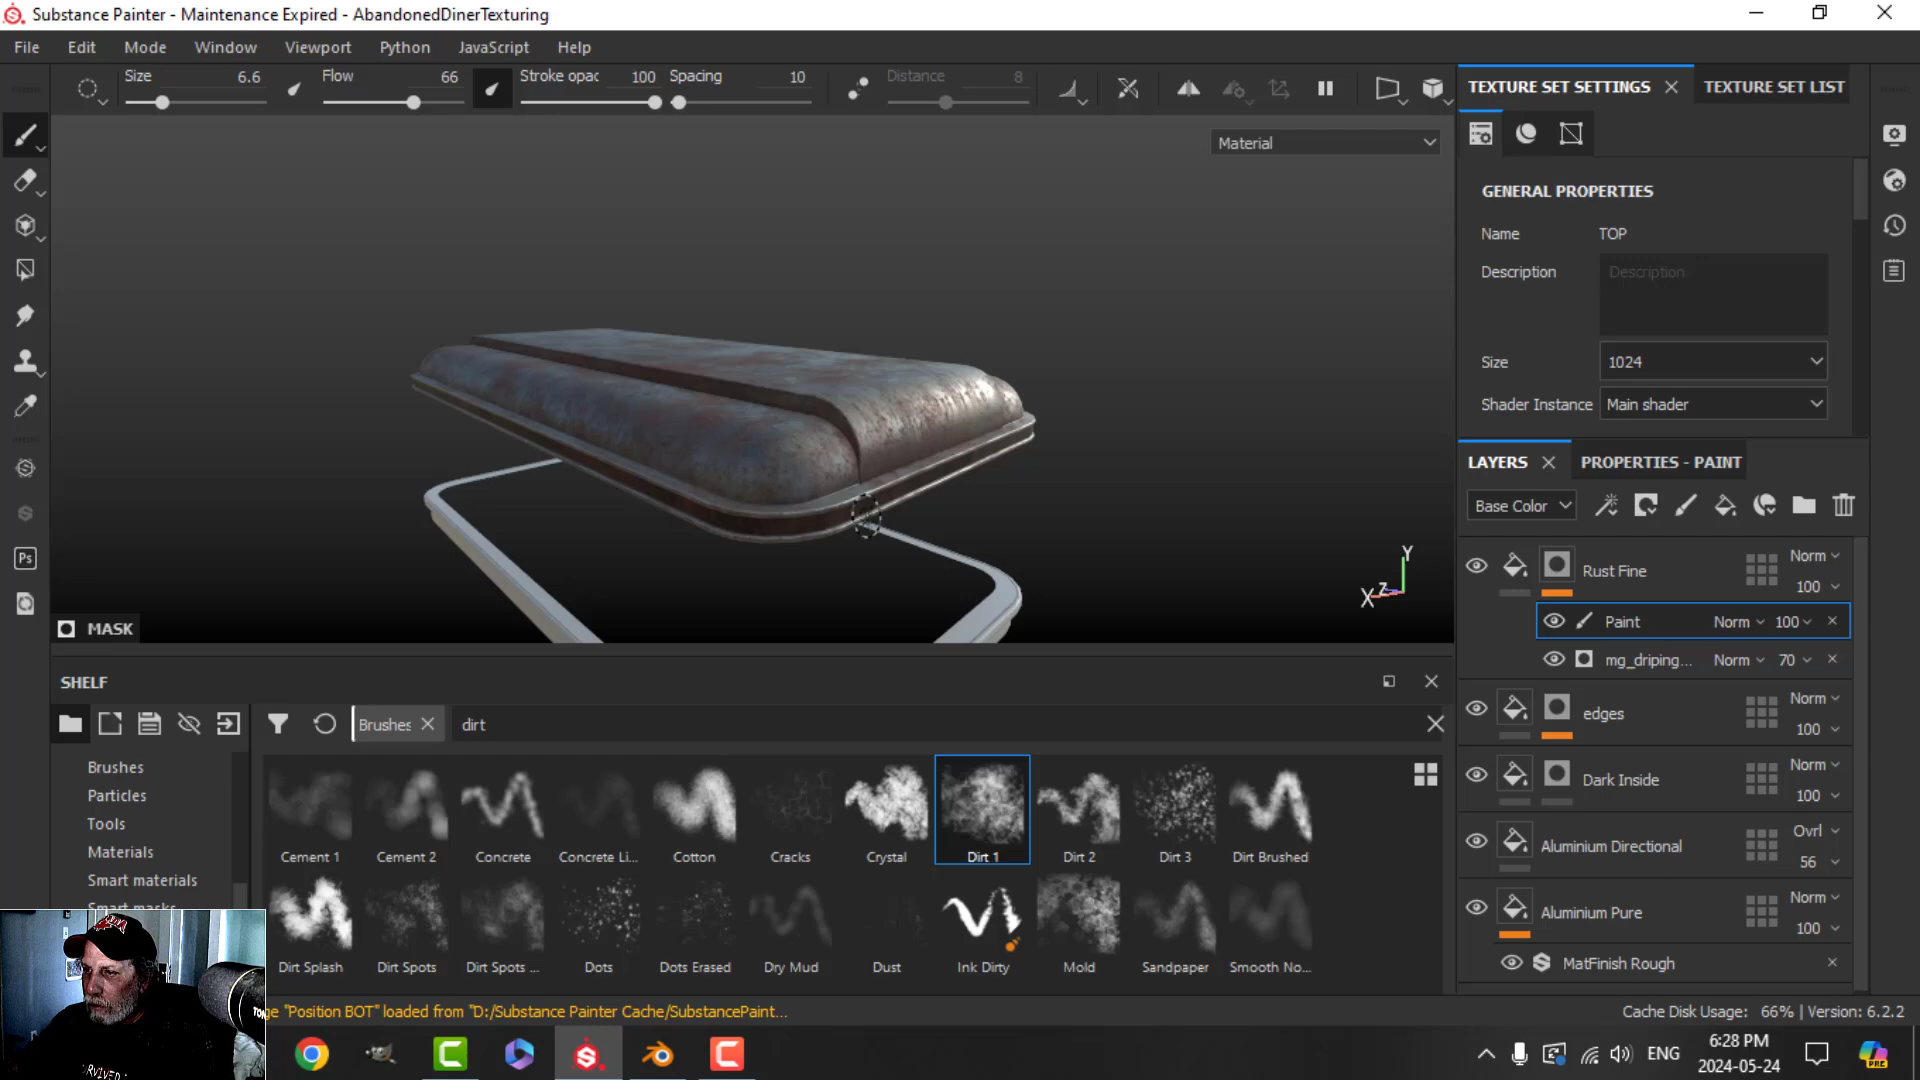 Substance Painter - Maintenance Expired - AbandonedDinerTexturing
File Edit Mode Window Viewport Python JavaScript Help
Size 6.6 Flow 66 Stroke opac 100 Spacing 10 Distance 8
TEXTURE SET SETTINGS TEXTURE SET LIST
Material
GENERAL PROPERTIES
Name TOP
Description Description
Size 1024
Shader Instance Main shader
LAYERS PROPERTIES - PAINT
Base Color
Rust Fine Norm 100
Paint Norm 100
mg_driping... Norm 70
edges Norm 100
Dark Inside Norm 100
Aluminium Directional Ovrl 56
Aluminium Pure Norm 100
MatFinish Rough
Y
X Z
MASK
Ps
SHELF
Brushes dirt
Brushes
Particles
Tools
Materials
Smart materials
Smart masks
Cement 1 Cement 2 Concrete Concrete Li... Cotton Cracks Crystal Dirt 1 Dirt 2 Dirt 3 Dirt Brushed
Dirt Splash Dirt Spots Dirt Spots ... Dots Dots Erased Dry Mud Dust Ink Dirty Mold Sandpaper Smooth No...
ge "Position BOT" loaded from "D:/Substance Painter Cache/SubstancePaint...
Cache Disk Usage: 66% | Version: 6.2.2
ENG
6:28 PM
2024-05-24
PRE